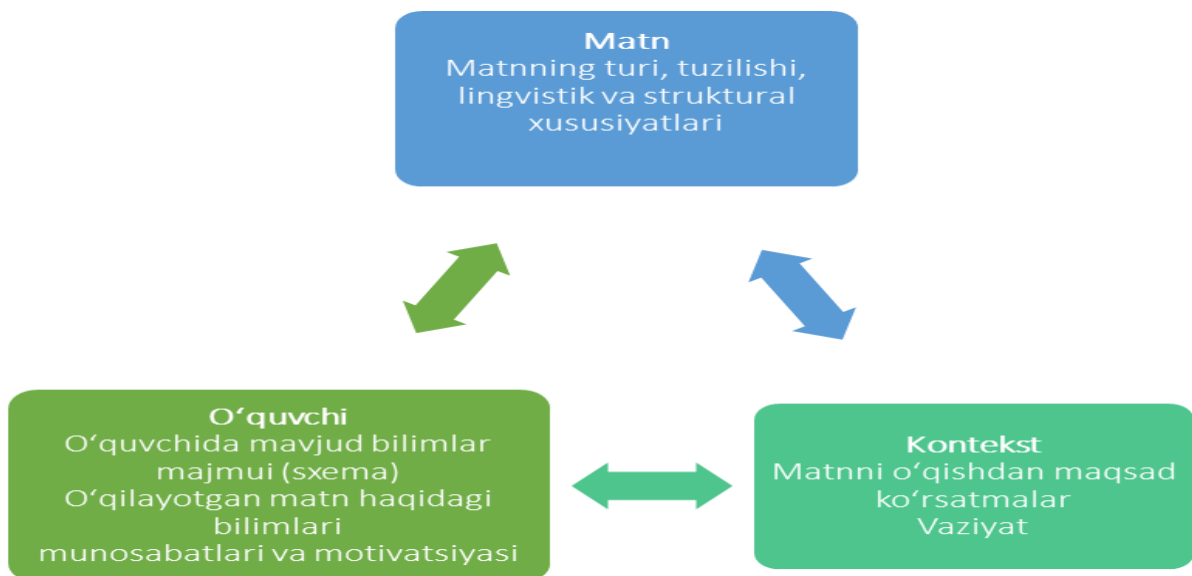 Matn
Matnning turi, tuzilishi,
lingvistik va struktural
xususiyatlari
O‘quvchi
O‘quvchida mavjud bilimlar
majmui (sxema)
O‘qilayotgan matn haqidagi
bilimlari
munosabatlari va motivatsiyasi
Kontekst
Matnni o‘qishdan maqsad
ko‘rsatmalar
Vaziyat